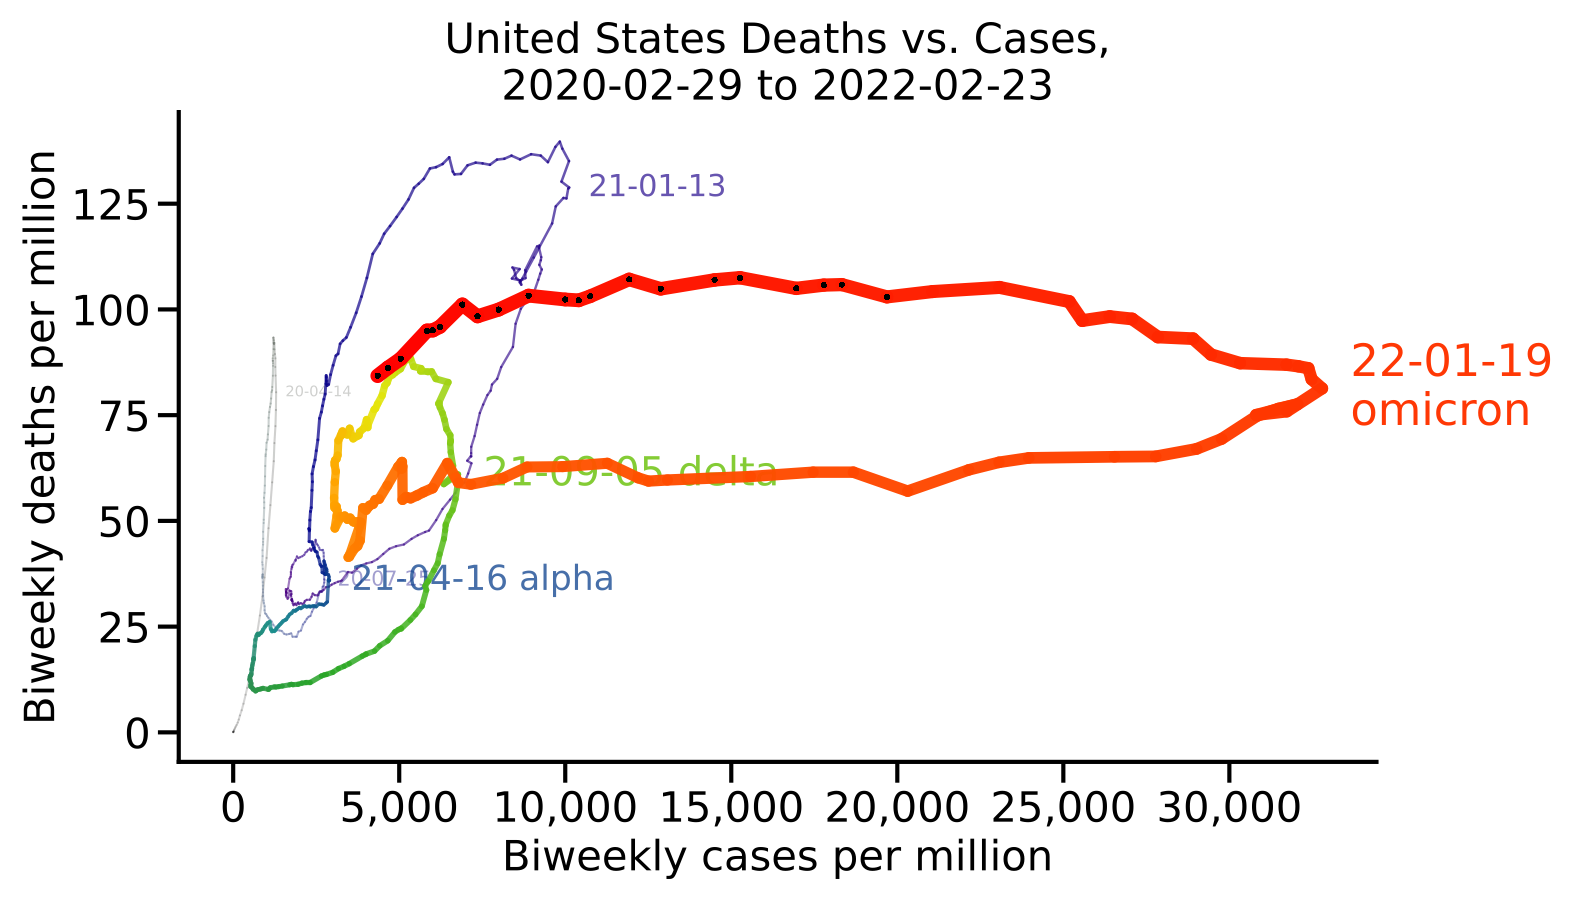 United States Deaths vs. Cases,
2020-02-29 to 2022-02-23
Biweekly deaths per million
125
100
75
50
25
0
21-01-13
20-04-14
22-01-19
omicron
21-09-05 delta
20-07-25
21-04-16 alpha
0 5,000 10,000 15,000 20,000 25,000 30,000
Biweekly cases per million